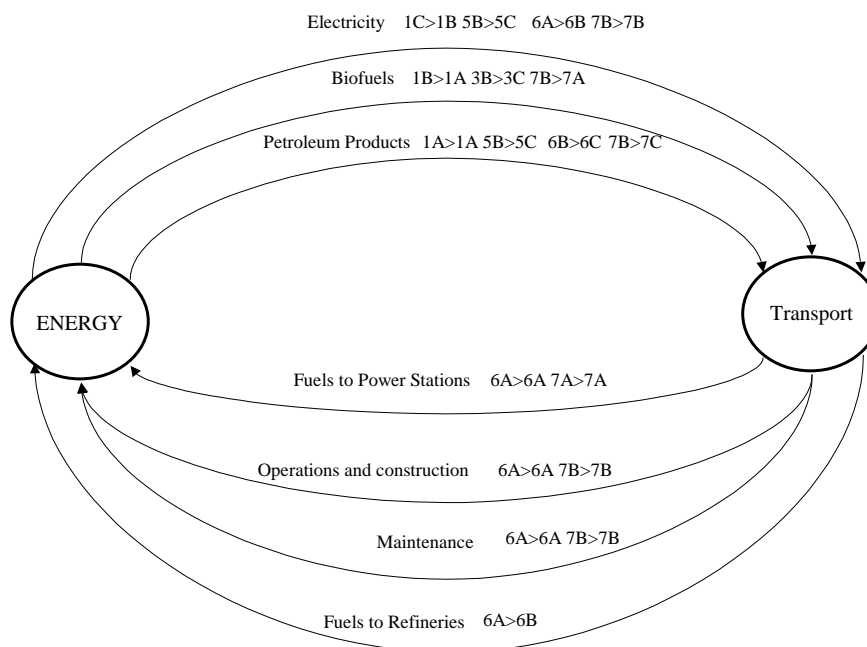 Electricity 1C>1B 5B>5C 6A>6B 7B>7B
Biofuels 1B>1A 3B>3C 7B>7A
Petroleum Products 1A>1A 5B>5C 6B>6C 7B>7C
ENERGY
Transport
Fuels to Power Stations 6A>6A 7A>7A
Operations and construction 6A>6A 7B>7B
Maintenance 6A>6A 7B>7B
Fuels to Refineries 6A>6B